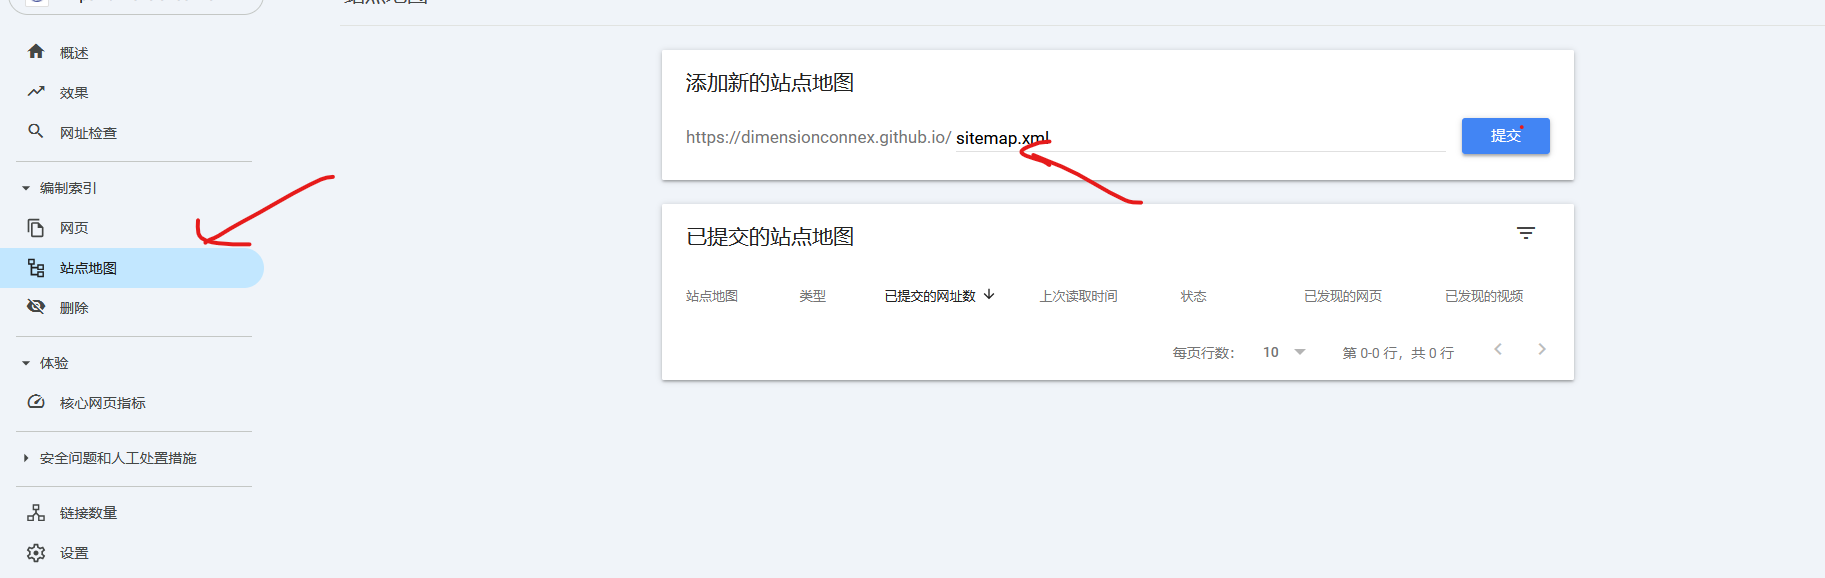 站点地图
概述
效果
网址检查
编制索引
网页
站点地图
删除
体验
核心网页指标
安全问题和人工处置措施
链接数量
设置
添加新的站点地图
https://dimensionconnex.github.io/ sitemap.xml
提交
已提交的站点地图
站点地图 类型 已提交的网址数 上次读取时间 状态 已发现的网页 已发现的视频
每页行数: 10 第 0-0 行，共 0 行